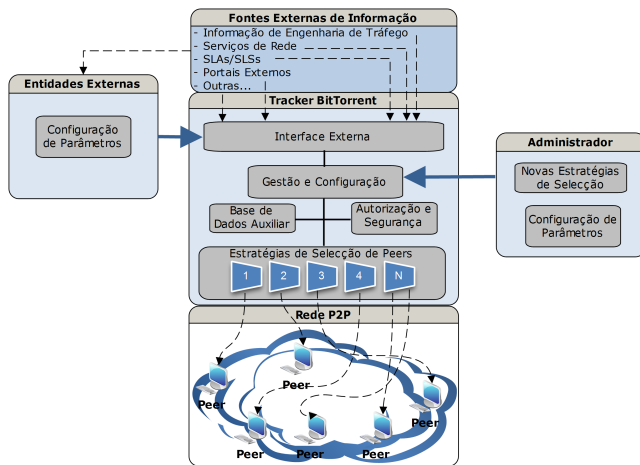 Fontes Externas de Informação
- Informação de Engenharia de Tráfego
- Serviços de Rede
- SLAs/SLSs
- Portais Externos
- Outras...
Entidades Externas
Configuração
de Parâmetros
Tracker BitTorrent
Interface Externa
Gestão e Configuração
Base de
Dados Auxiliar
Autorização e
Segurança
Estratégias de Selecção de Peers
1
2
3
4
N
Administrador
Novas Estratégias
de Selecção
Configuração de
Parâmetros
Rede P2P
Peer
Peer
Peer
Peer
Peer
Peer